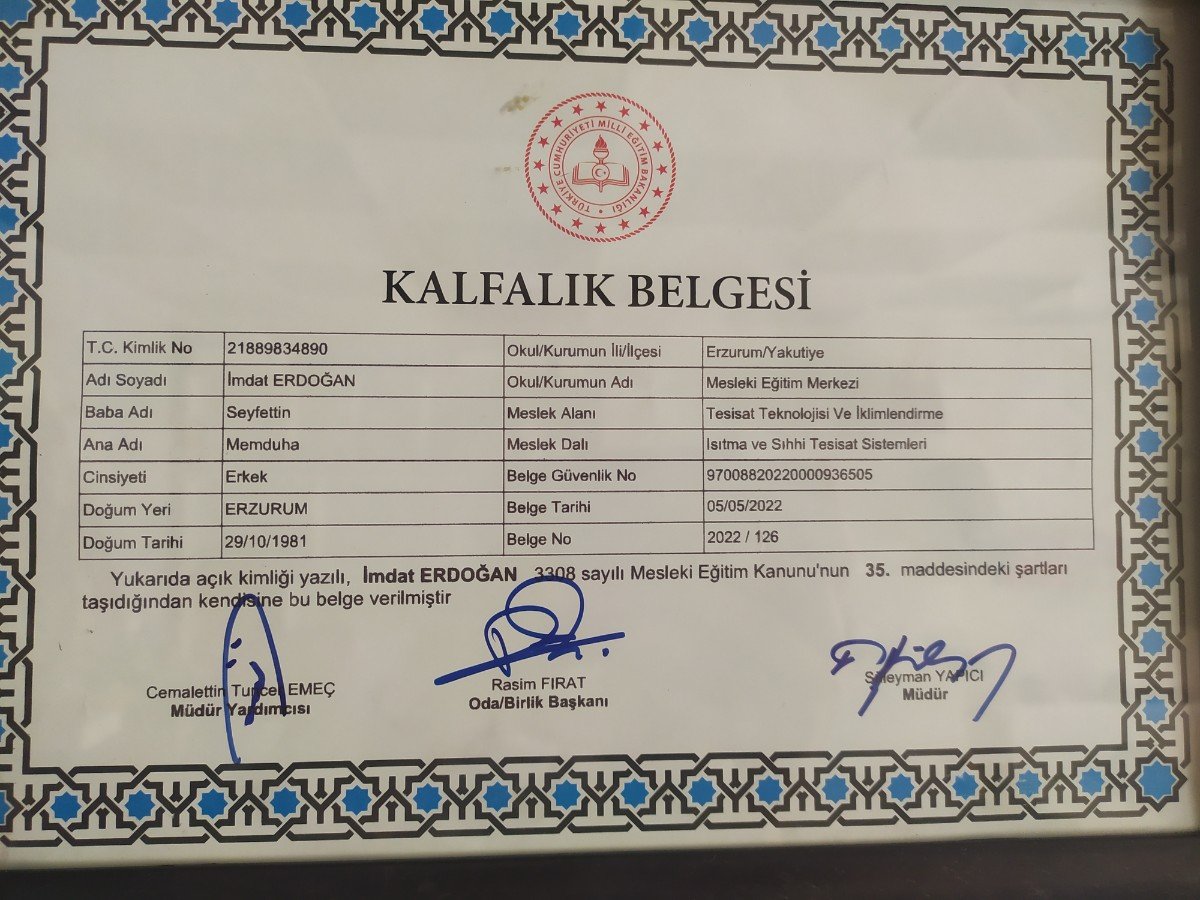 TÜRKİYE CUMHURİYETİ MİLLİ EĞİTİM BAKANLIĞI
KALFALIK BELGESİ
T.C. Kimlik No 21889834890 Okul/Kurumun İli/İlçesi Erzurum/Yakutiye
Adı Soyadı İmdat ERDOĞAN Okul/Kurumun Adı Mesleki Eğitim Merkezi
Baba Adı Seyfettin Meslek Alanı Tesisat Teknolojisi Ve İklimlendirme
Ana Adı Memduha Meslek Dalı Isıtma ve Sıhhi Tesisat Sistemleri
Cinsiyeti Erkek Belge Güvenlik No 97008820220000936505
Doğum Yeri ERZURUM Belge Tarihi 05/05/2022
Doğum Tarihi 29/10/1981 Belge No 2022 / 126
Yukarıda açık kimliği yazılı, İmdat ERDOĞAN 3308 sayılı Mesleki Eğitim Kanunu'nun 35. maddesindeki şartları
taşıdığından kendisine bu belge verilmiştir
Cemalettin Tuncel EMEÇ Rasim FIRAT Süleyman YAPICI
Müdür Yardımcısı Oda/Birlik Başkanı Müdür